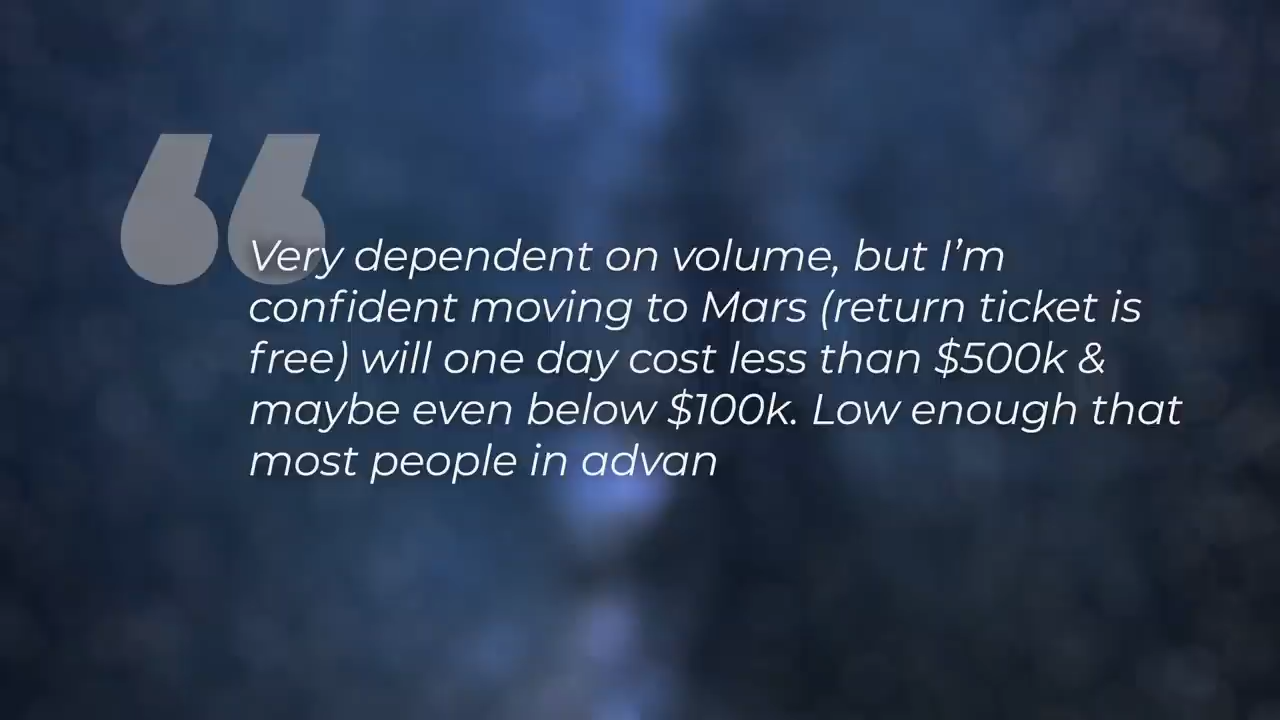 “
Very dependent on volume, but I’m
confident moving to Mars (return ticket is
free) will one day cost less than $500k &
maybe even below $100k. Low enough that
most people in advan